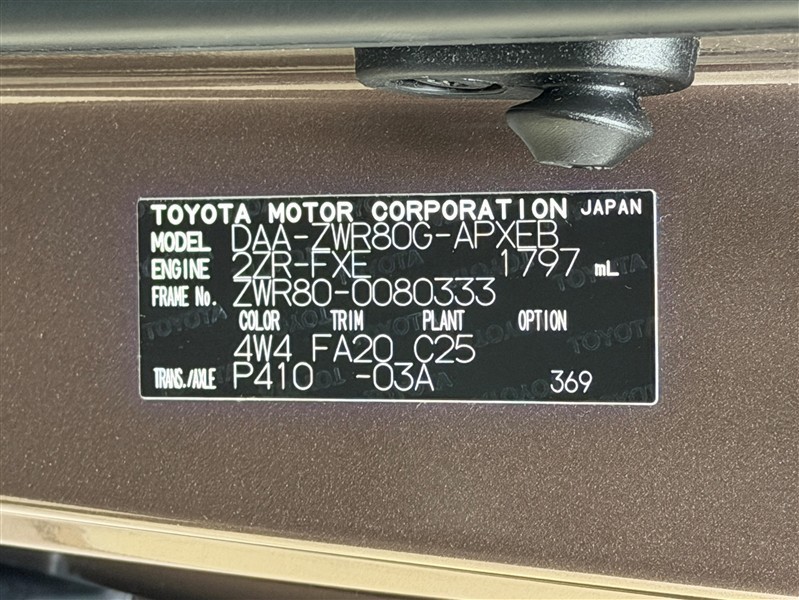 TOYOTA MOTOR CORPORATION JAPAN
MODEL DAA-ZWR80G-APXEB
ENGINE 2ZR-FXE 1797 mL
FRAME No. ZWR80-0080333
COLOR TRIM PLANT OPTION
4W4 FA20 C25
TRANS./AXLE P410 -03A 369